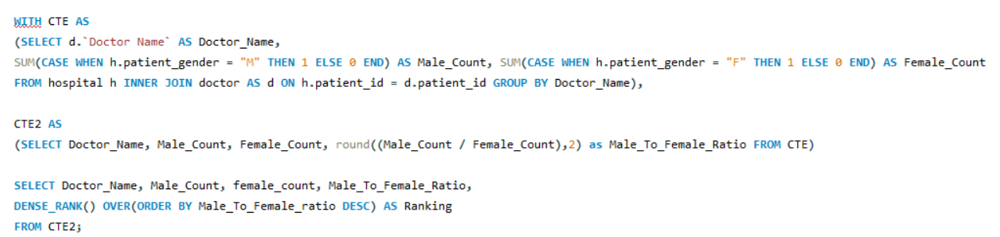 WITH CTE AS
(SELECT d.`Doctor Name` AS Doctor_Name,
SUM(CASE WHEN h.patient_gender = "M" THEN 1 ELSE 0 END) AS Male_Count, SUM(CASE WHEN h.patient_gender = "F" THEN 1 ELSE 0 END) AS Female_Count
FROM hospital h INNER JOIN doctor AS d ON h.patient_id = d.patient_id GROUP BY Doctor_Name),
CTE2 AS
(SELECT Doctor_Name, Male_Count, Female_Count, round((Male_Count / Female_Count),2) as Male_To_Female_Ratio FROM CTE)
SELECT Doctor_Name, Male_Count, female_count, Male_To_Female_Ratio,
DENSE_RANK() OVER(ORDER BY Male_To_Female_ratio DESC) AS Ranking
FROM CTE2;